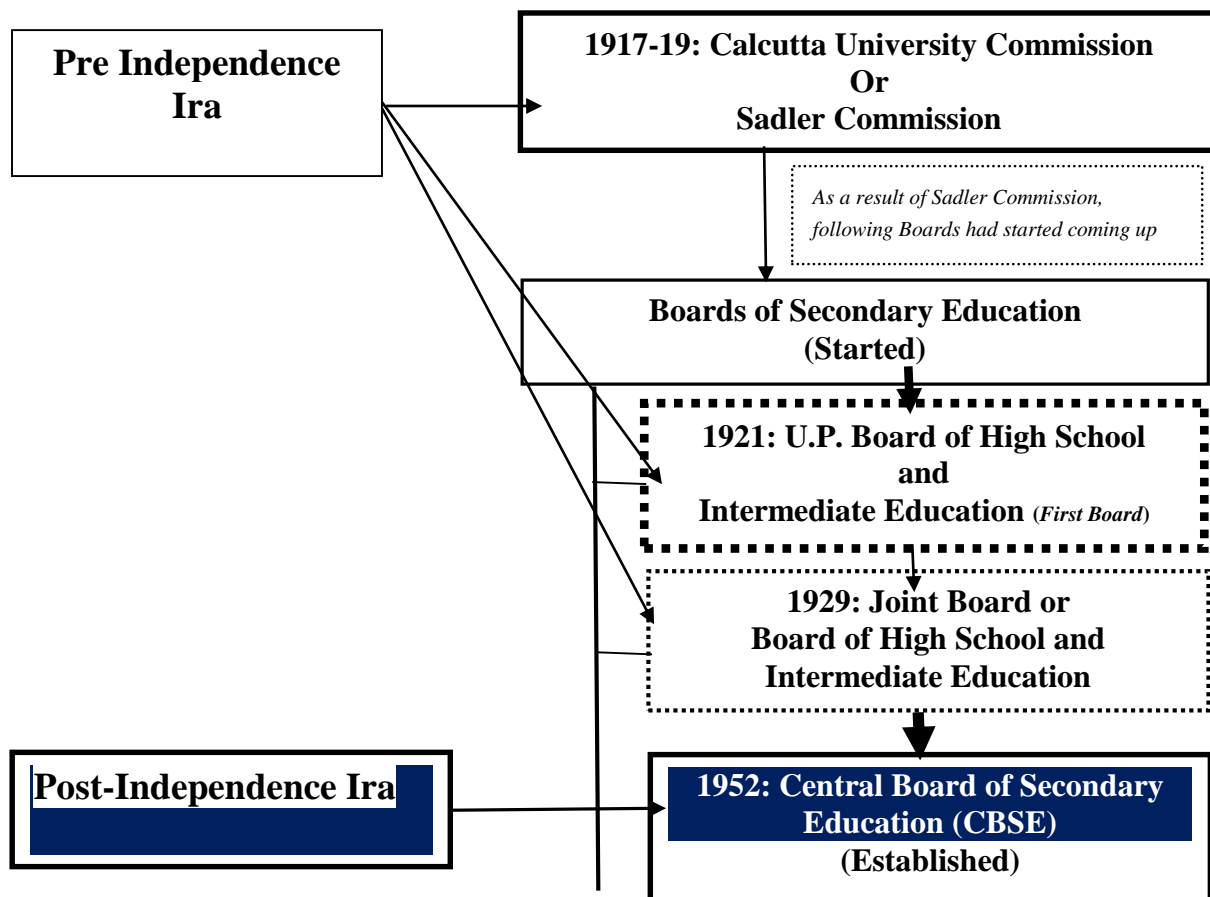 Pre Independence
Ira
1917-19: Calcutta University Commission
Or
Sadler Commission
As a result of Sadler Commission,
following Boards had started coming up
Boards of Secondary Education
(Started)
1921: U.P. Board of High School
and
Intermediate Education (First Board)
1929: Joint Board or
Board of High School and
Intermediate Education
Post-Independence Ira
1952: Central Board of Secondary
Education (CBSE)
(Established)